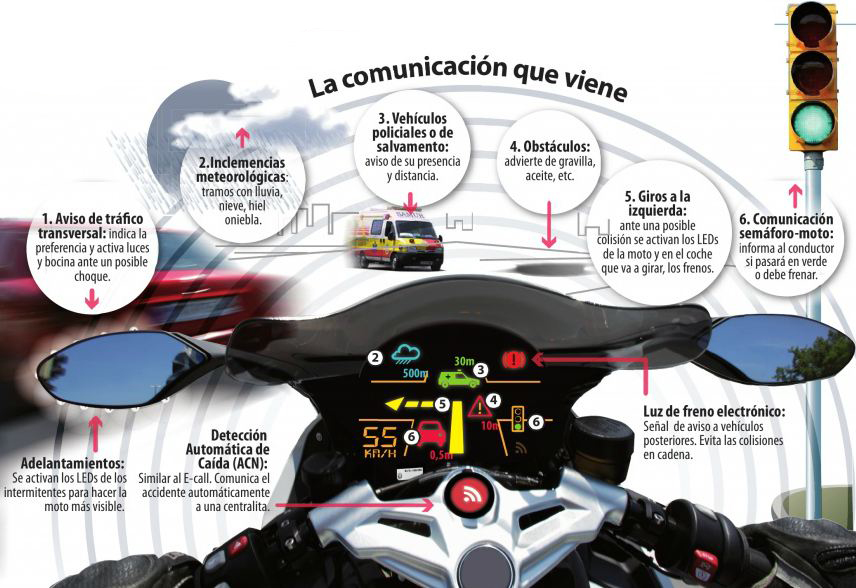 La comunicación que viene
1. Aviso de tráfico
transversal: indica la
preferencia y activa luces
y bocina ante un posible
choque.
2.Inclemencias
meteorológicas:
tramos con lluvia,
nieve, hiel
oniebla.
3. Vehículos
policiales o de
salvamento:
aviso de su presencia
y distancia.
4. Obstáculos:
advierte de gravilla,
aceite, etc.
5. Giros a la
izquierda:
ante una posible
colisión se activan los LEDs
de la moto y en el coche
que va a girar, los frenos.
6. Comunicación
semáforo-moto:
informa al conductor
si pasará en verde
o debe frenar.
SAMUR
2
500m
30m
3
5
4
10m
6
6
55
KM/H
0,5m
Luz de freno electrónico:
Señal de aviso a vehículos
posteriores. Evita las colisiones
en cadena.
Adelantamientos:
Se activan los LEDs de los
intermitentes para hacer la
moto más visible.
Detección
Automática de
Caída (ACN):
Similar al E-call. Comunica el
accidente automáticamente
a una centralita.